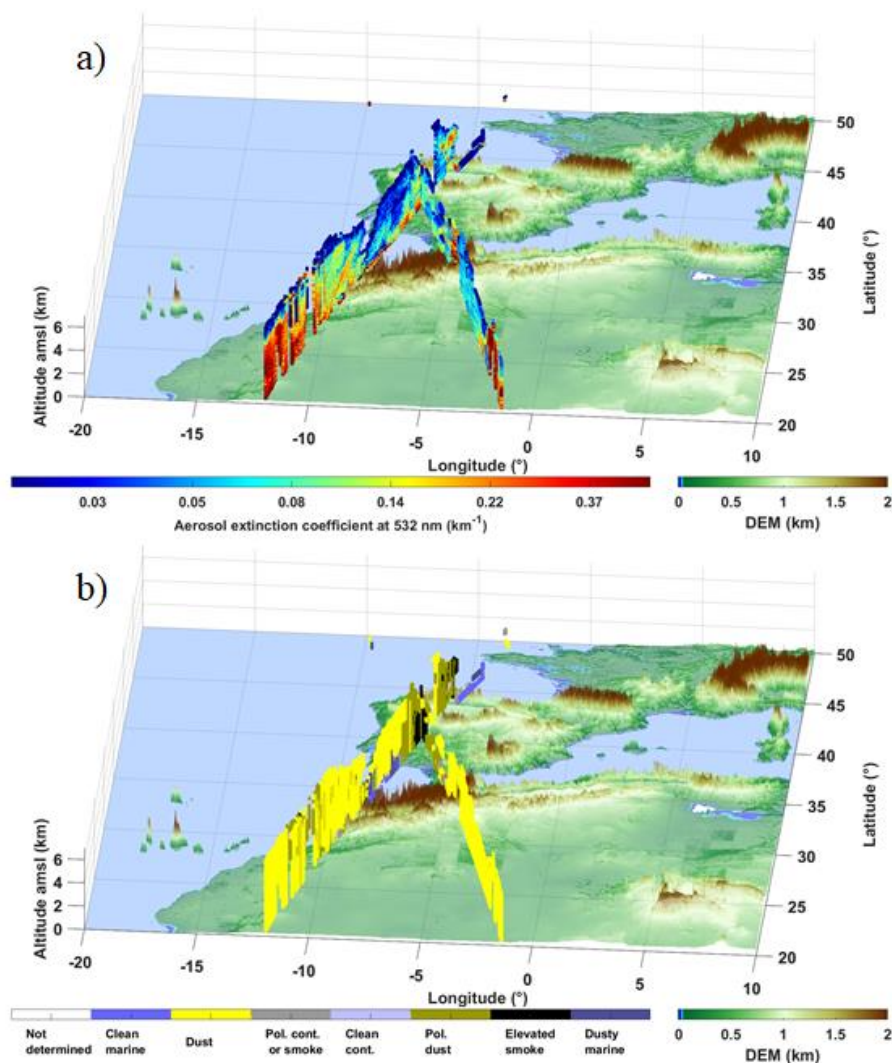 a)
50
45
40
35
30
25
20
Latitude (°)
Altitude amsl (km)
6
4
2
0
-20
-15
-10
-5
0
5
10
Longitude (°)
0.03 0.05 0.08 0.14 0.22 0.37
Aerosol extinction coefficient at 532 nm (km-1)
0 0.5 1 1.5 2
DEM (km)
b)
50
45
40
35
30
25
20
Latitude (°)
Altitude amsl (km)
6
4
2
0
-20
-15
-10
-5
0
5
10
Longitude (°)
Not determined
Clean marine
Dust
Pol. cont. or smoke
Clean cont.
Pol. dust
Elevated smoke
Dusty marine
0 0.5 1 1.5 2
DEM (km)